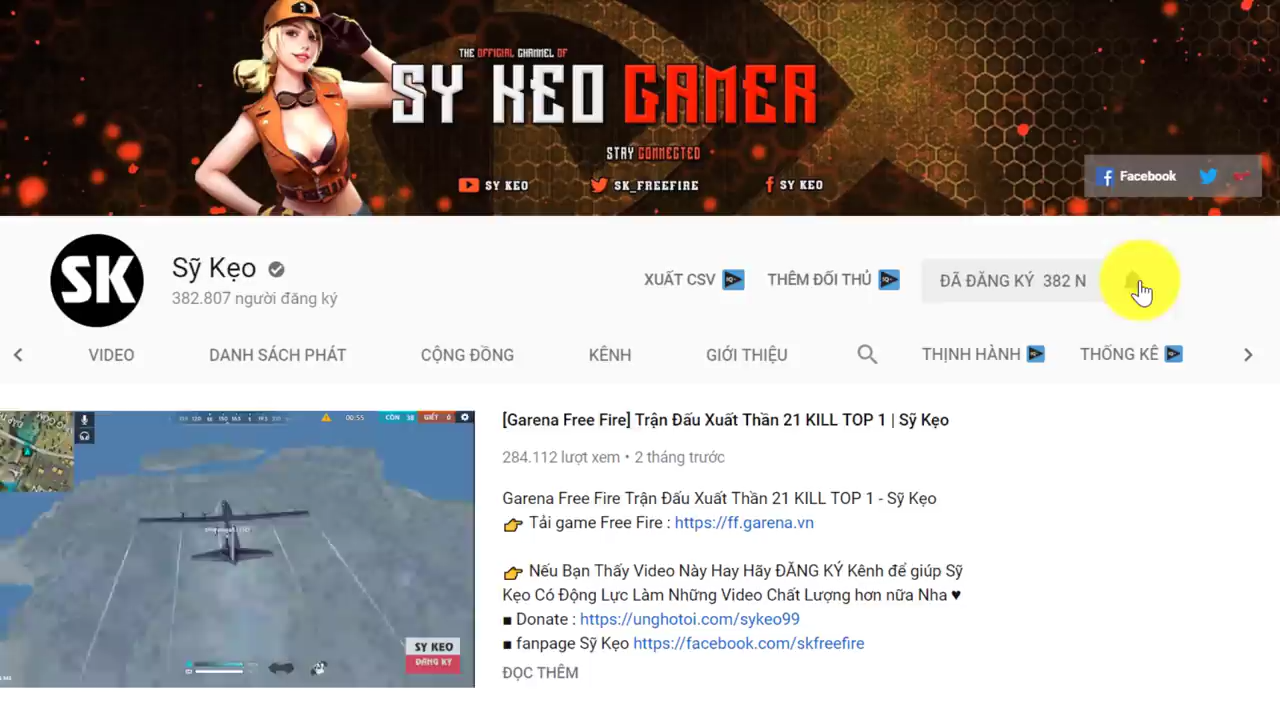 THE OFFICIAL CHANNEL OF
SY KEO GAMER
STAY CONNECTED
SY KEO
SK_FREEFIRE
SY KEO
Facebook
SK
Sỹ Kẹo
382.807 người đăng ký
XUẤT CSV
THÊM ĐỐI THỦ
ĐÃ ĐĂNG KÝ 382 N
VIDEO
DANH SÁCH PHÁT
CỘNG ĐỒNG
KÊNH
GIỚI THIỆU
THỊNH HÀNH
THỐNG KÊ
00:55
CÒN 38
GIẾT 0
SY KEO
ĐĂNG KÝ
[Garena Free Fire] Trận Đấu Xuất Thần 21 KILL TOP 1 | Sỹ Kẹo
284.112 lượt xem • 2 tháng trước
Garena Free Fire Trận Đấu Xuất Thần 21 KILL TOP 1 - Sỹ Kẹo
👉 Tải game Free Fire : https://ff.garena.vn
👉 Nếu Bạn Thấy Video Này Hay Hãy ĐĂNG KÝ Kênh để giúp Sỹ
Kẹo Có Động Lực Làm Những Video Chất Lượng hơn nữa Nha ♥
■ Donate : https://unghotoi.com/sykeo99
■ fanpage Sỹ Kẹo https://facebook.com/skfreefire
ĐỌC THÊM